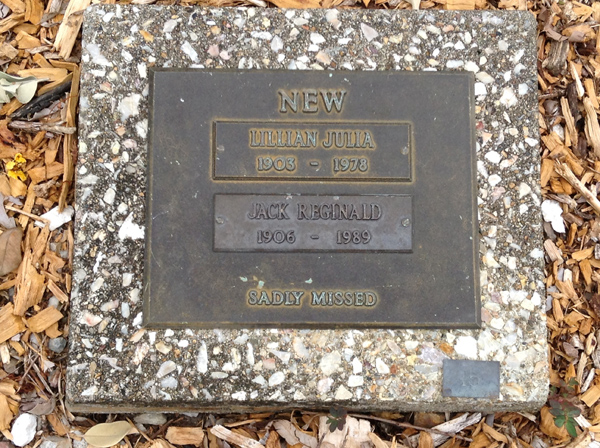 NEW
LILLIAN JULIA
1903 - 1978
JACK REGINALD
1906 - 1989
SADLY MISSED